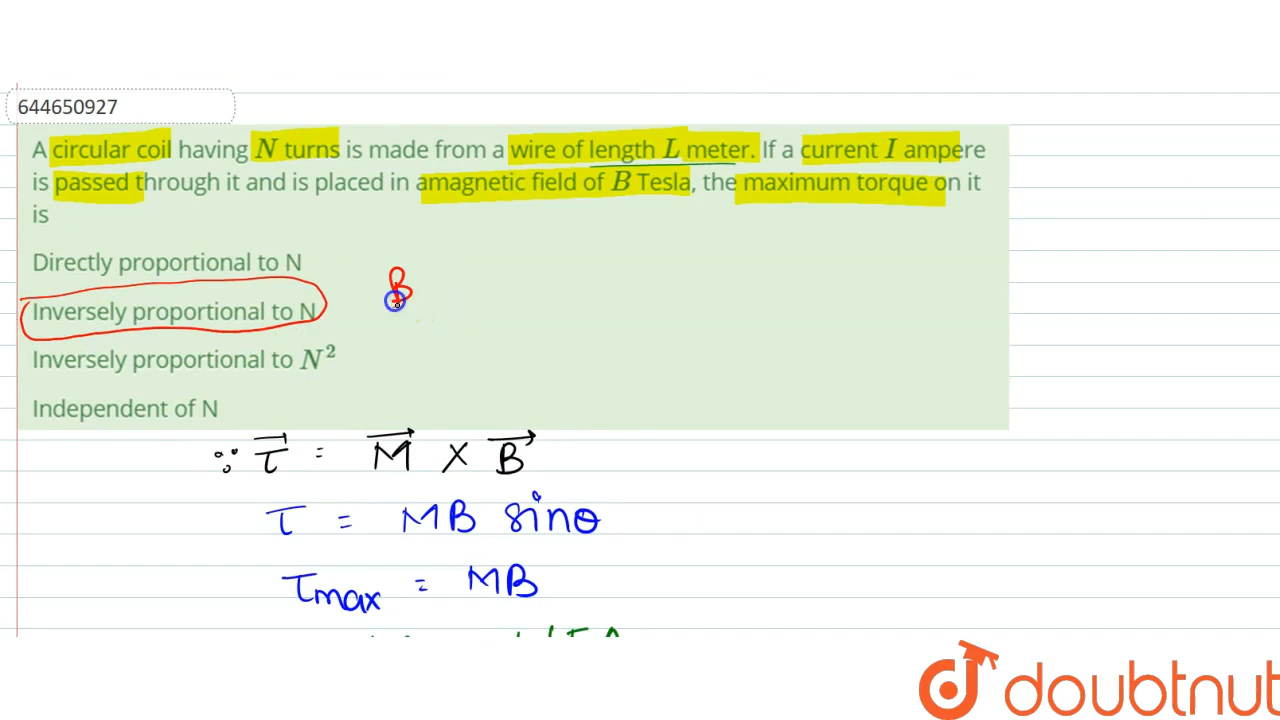 644650927
A circular coil having N turns is made from a wire of length L meter. If a current I ampere
is passed through it and is placed in amagnetic field of B Tesla, the maximum torque on it
is
Directly proportional to N
B
Inversely proportional to N
Inversely proportional to N²
Independent of N
∵ τ⃗ = M⃗ × B⃗
τ = MB sinθ
τmax = MB
doubtnut